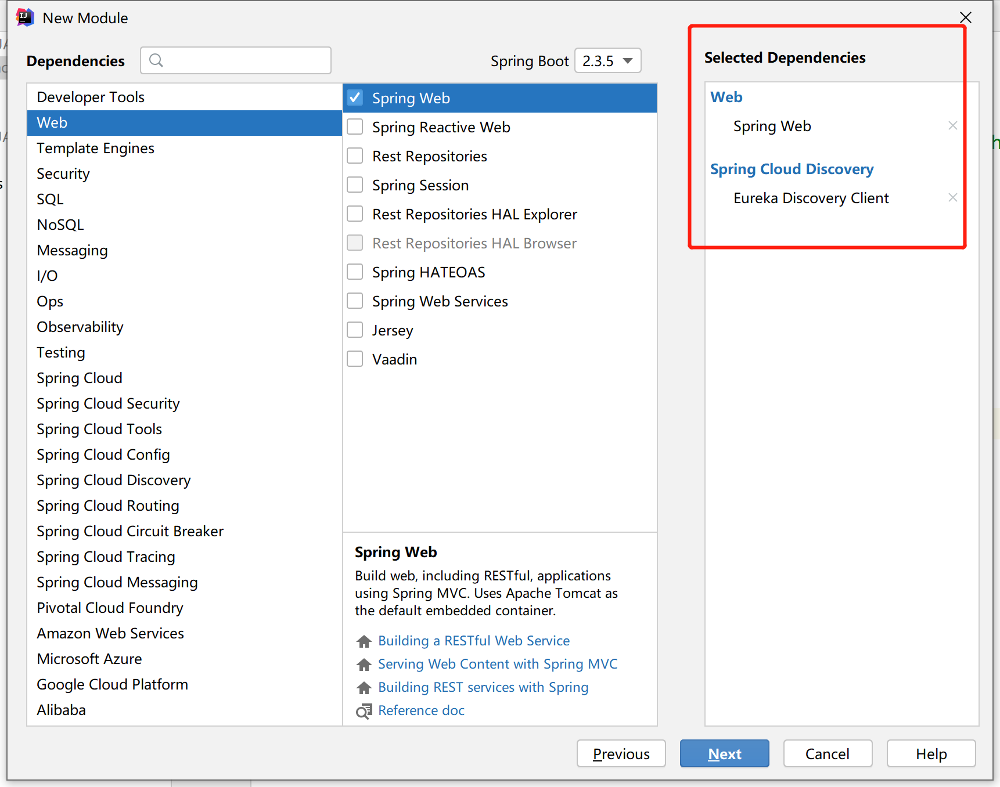 New Module
Dependencies
Spring Boot 2.3.5
Selected Dependencies
Developer Tools
Web
Template Engines
Security
SQL
NoSQL
Messaging
I/O
Ops
Observability
Testing
Spring Cloud
Spring Cloud Security
Spring Cloud Tools
Spring Cloud Config
Spring Cloud Discovery
Spring Cloud Routing
Spring Cloud Circuit Breaker
Spring Cloud Tracing
Spring Cloud Messaging
Pivotal Cloud Foundry
Amazon Web Services
Microsoft Azure
Google Cloud Platform
Alibaba
Spring Web
Spring Reactive Web
Rest Repositories
Spring Session
Rest Repositories HAL Explorer
Rest Repositories HAL Browser
Spring HATEOAS
Spring Web Services
Jersey
Vaadin
Spring Web
Build web, including RESTful, applications
using Spring MVC. Uses Apache Tomcat as
the default embedded container.
Building a RESTful Web Service
Serving Web Content with Spring MVC
Building REST services with Spring
Reference doc
Web
Spring Web
Spring Cloud Discovery
Eureka Discovery Client
Previous
Next
Cancel
Help